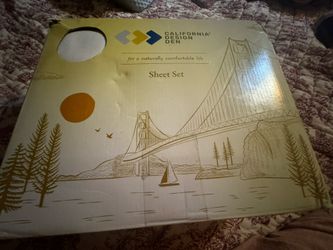 CALIFORNIA
DESIGN
DEN
for a naturally comfortable life
Sheet Set